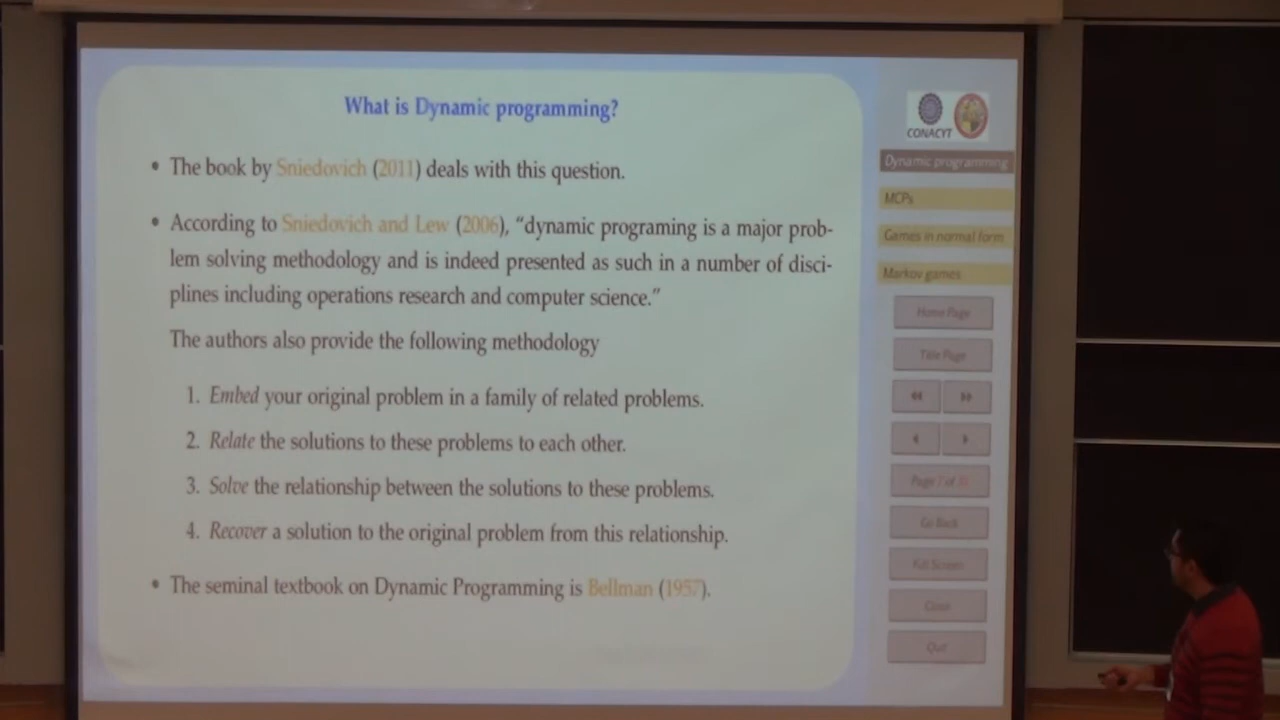 What is Dynamic programming?
• The book by Sniedovich (2011) deals with this question.
• According to Sniedovich and Lew (2006), “dynamic programing is a major prob-
lem solving methodology and is indeed presented as such in a number of disci-
plines including operations research and computer science.”
The authors also provide the following methodology
1. Embed your original problem in a family of related problems.
2. Relate the solutions to these problems to each other.
3. Solve the relationship between the solutions to these problems.
4. Recover a solution to the original problem from this relationship.
• The seminal textbook on Dynamic Programming is Bellman (1957).
CONACYT
Dynamic programming
MCPs
Games in normal form
Markov games
Home Page
Title Page
Page 7 of
Go Back
Full Screen
Close
Quit